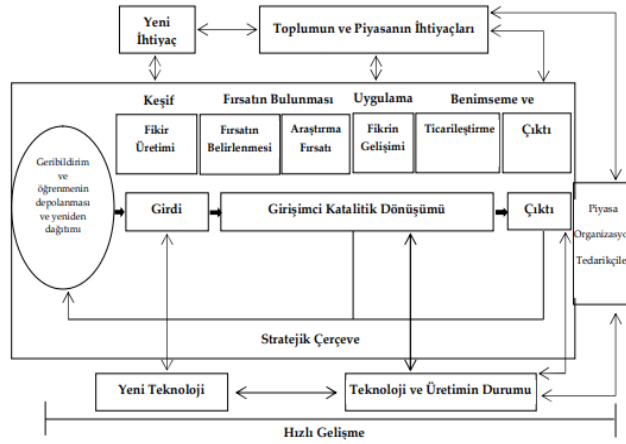 Yeni
İhtiyaç
Toplumun ve Piyasanın İhtiyaçları
Keşif
Fırsatın Bulunması
Uygulama
Benimseme ve
Fikir
Üretimi
Fırsatın
Belirlenmesi
Araştırma
Fırsatı
Fikrin
Gelişimi
Ticarileştirme
Çıktı
Geribildirim
ve
öğrenmenin
depolanması
ve yeniden
dağıtımı
Girdi
Girişimci Katalitik Dönüşümü
Çıktı
Piyasa
Organizasyo
Tedarikçile
Stratejik Çerçeve
Yeni Teknoloji
Teknoloji ve Üretimin Durumu
Hızlı Gelişme